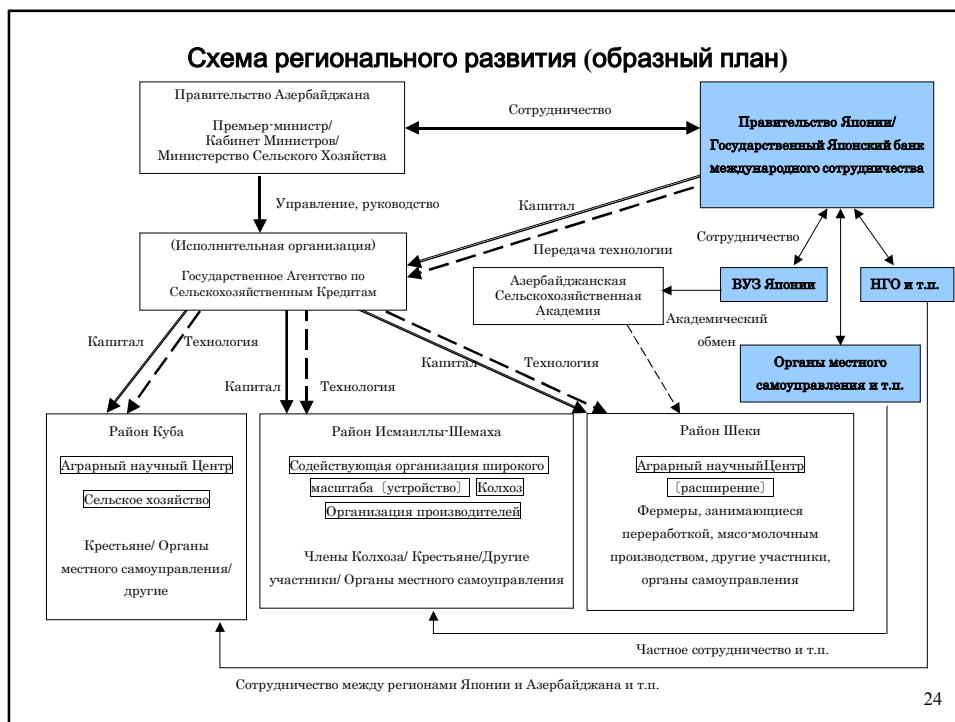 Схема регионального развития (образный план)
Правительство Азербайджана
Премьер-министр/
Кабинет Министров/
Министерство Сельского Хозяйства
Сотрудничество
Правительство Японии/
Государственный Японский банк
международного сотрудничества
Управление, руководство
Капитал
Передача технологии
Сотрудничество
(Исполнительная организация)
Государственное Агентство по
Сельскохозяйственным Кредитам
Азербайджанская
Сельскохозяйственная
Академия
ВУЗ Японии
НГО и т.п.
Академический
обмен
Органы местного
самоуправления и т.п.
Капитал
Технология
Капитал
Технология
Капитал
Технология
Район Куба
Аграрный научный Центр
Сельское хозяйство
Крестьяне/ Органы
местного самоуправления/
другие
Район Исмаиллы-Шемаха
Содействующая организация широкого
масштаба〔устройство〕 Колхоз
Организация производителей
Члены Колхоза/ Крестьяне/Другие
участники/ Органы местного самоуправления
Район Шеки
Аграрный научныйЦентр
〔расширение〕
Фермеры, занимающиеся
переработкой, мясо-молочным
производством, другие участники,
органы самоуправления
Частное сотрудничество и т.п.
Сотрудничество между регионами Японии и Азербайджана и т.п.
24